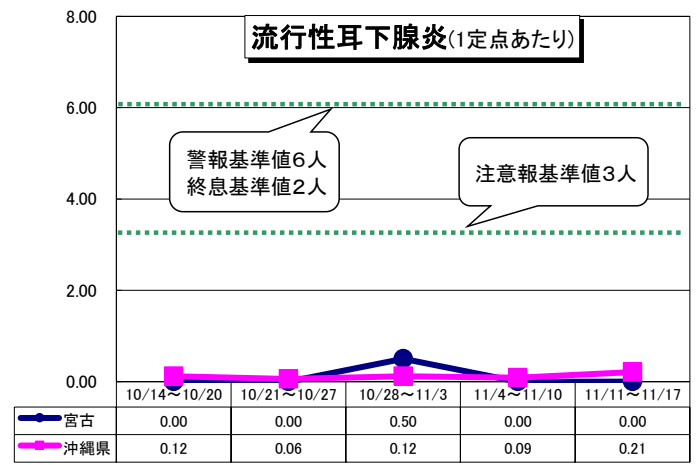 流行性耳下腺炎(1定点あたり)
8.00
6.00
4.00
2.00
0.00
警報基準値6人
終息基準値2人
注意報基準値3人
10/14～10/20 10/21～10/27 10/28～11/3 11/4～11/10 11/11～11/17
宮古 0.00 0.00 0.50 0.00 0.00
沖縄県 0.12 0.06 0.12 0.09 0.21